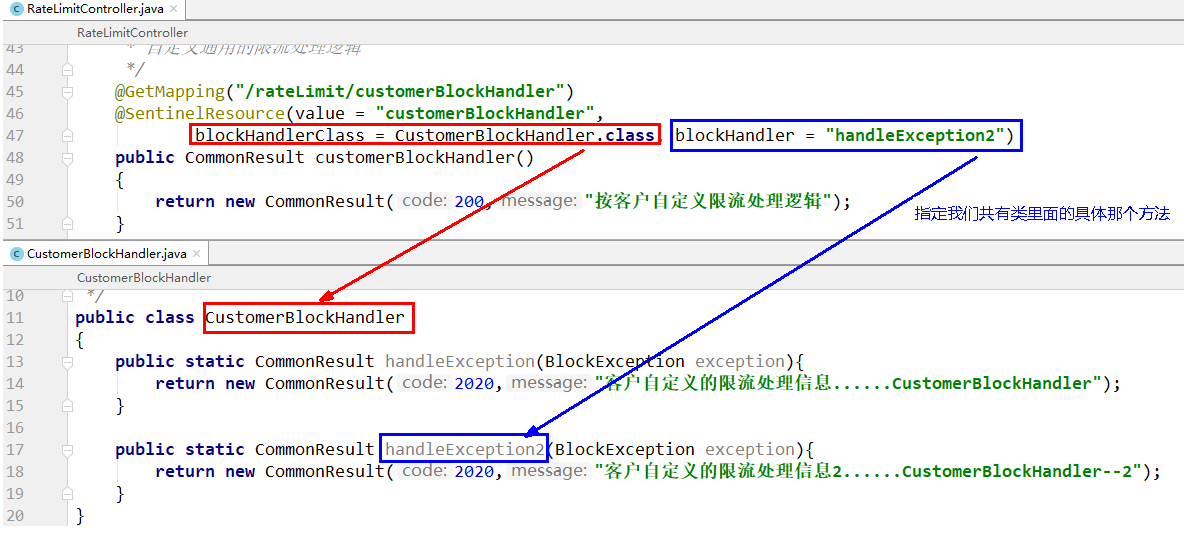 RateLimitController.java
RateLimitController
43 * 自定义通用的限流处理逻辑
44 */
45 @GetMapping("/rateLimit/customerBlockHandler")
46 @SentinelResource(value = "customerBlockHandler",
47 blockHandlerClass = CustomerBlockHandler.class, blockHandler = "handleException2")
48 public CommonResult customerBlockHandler()
49 {
50 return new CommonResult( code: 200, message: "按客户自定义限流处理逻辑");
51 }
指定我们共有类里面的具体那个方法
CustomerBlockHandler.java
CustomerBlockHandler
10 */
11 public class CustomerBlockHandler
12 {
13 public static CommonResult handleException(BlockException exception){
14 return new CommonResult( code: 2020, message: "客户自定义的限流处理信息......CustomerBlockHandler");
15 }
16
17 public static CommonResult handleException2(BlockException exception){
18 return new CommonResult( code: 2020, message: "客户自定义的限流处理信息2......CustomerBlockHandler--2");
19 }
20 }